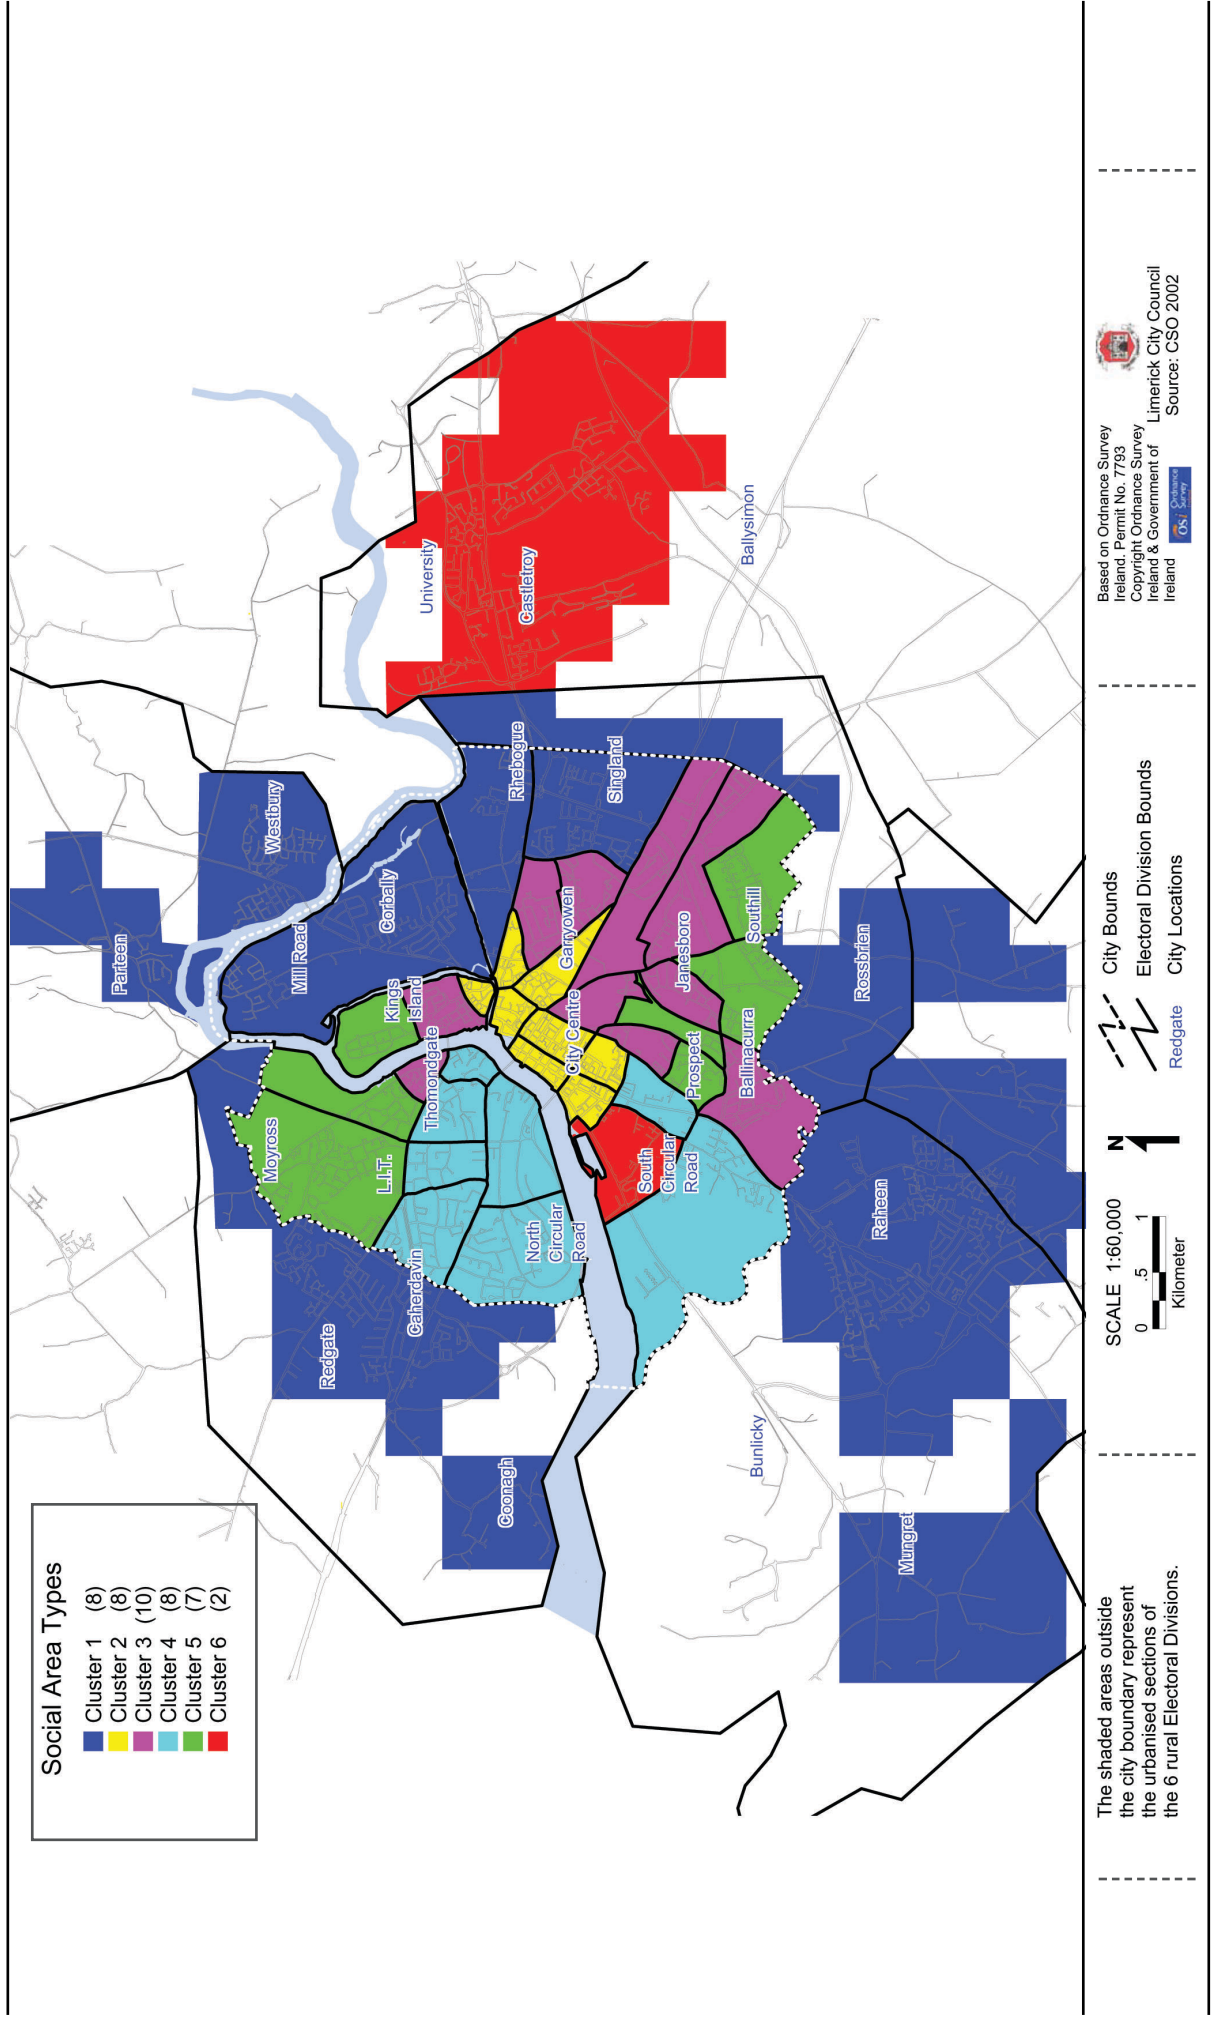 Social Area Types
Cluster 1 (8)
Cluster 2 (8)
Cluster 3 (10)
Cluster 4 (8)
Cluster 5 (7)
Cluster 6 (2)
Parteen
Westbury
Mill Road
Corbally
Moyross
Kings
Island
L.I.T.
Thomondgate
University
Redgate
Caherdavin
Rhebogue
Castletroy
Coonagh
North
Circular
Road
City Centre
Garryowen
Singland
South
Circular
Road
Prospect
Janesboro
Ballysimon
Bunlicky
Ballinacurra
Southill
Raheen
Rossbrien
Mungret
The shaded areas outside
the city boundary represent
the urbanised sections of
the 6 rural Electoral Divisions.
SCALE 1:60,000
0 .5 1
Kilometer
N
City Bounds
Electoral Division Bounds
Redgate City Locations
Based on Ordnance Survey
Ireland. Permit No. 7793
Copyright Ordnance Survey
Ireland & Government of
Ireland
OSi Ordnance
Survey
Limerick City Council
Source: CSO 2002